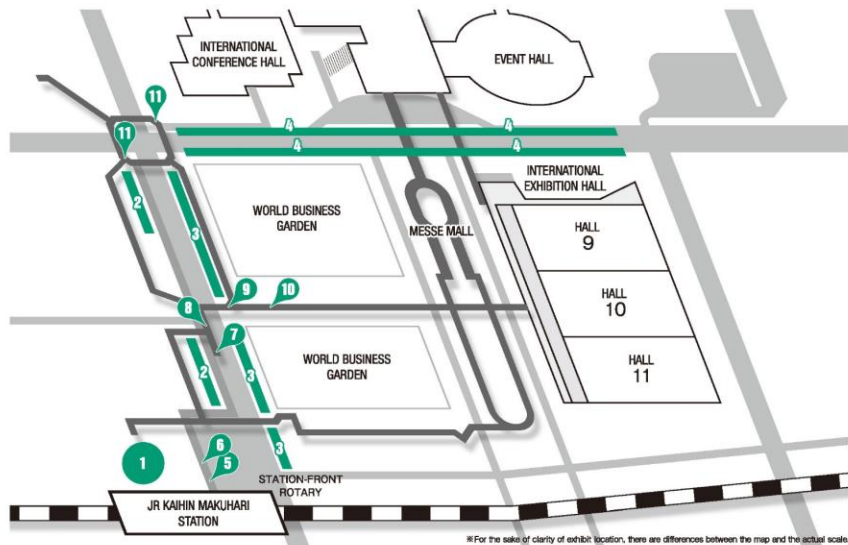 INTERNATIONAL
CONFERENCE HALL
EVENT HALL
11
11
4
4
4
4
INTERNATIONAL
EXHIBITION HALL
2
3
WORLD BUSINESS
GARDEN
MESSE MALL
HALL
9
9
10
8
HALL
10
7
2
3
WORLD BUSINESS
GARDEN
HALL
11
1
6
5
3
STATION-FRONT
ROTARY
JR KAIHIN MAKUHARI
STATION
※For the sake of clarity of exhibit location, there are differences between the map and the actual scale.